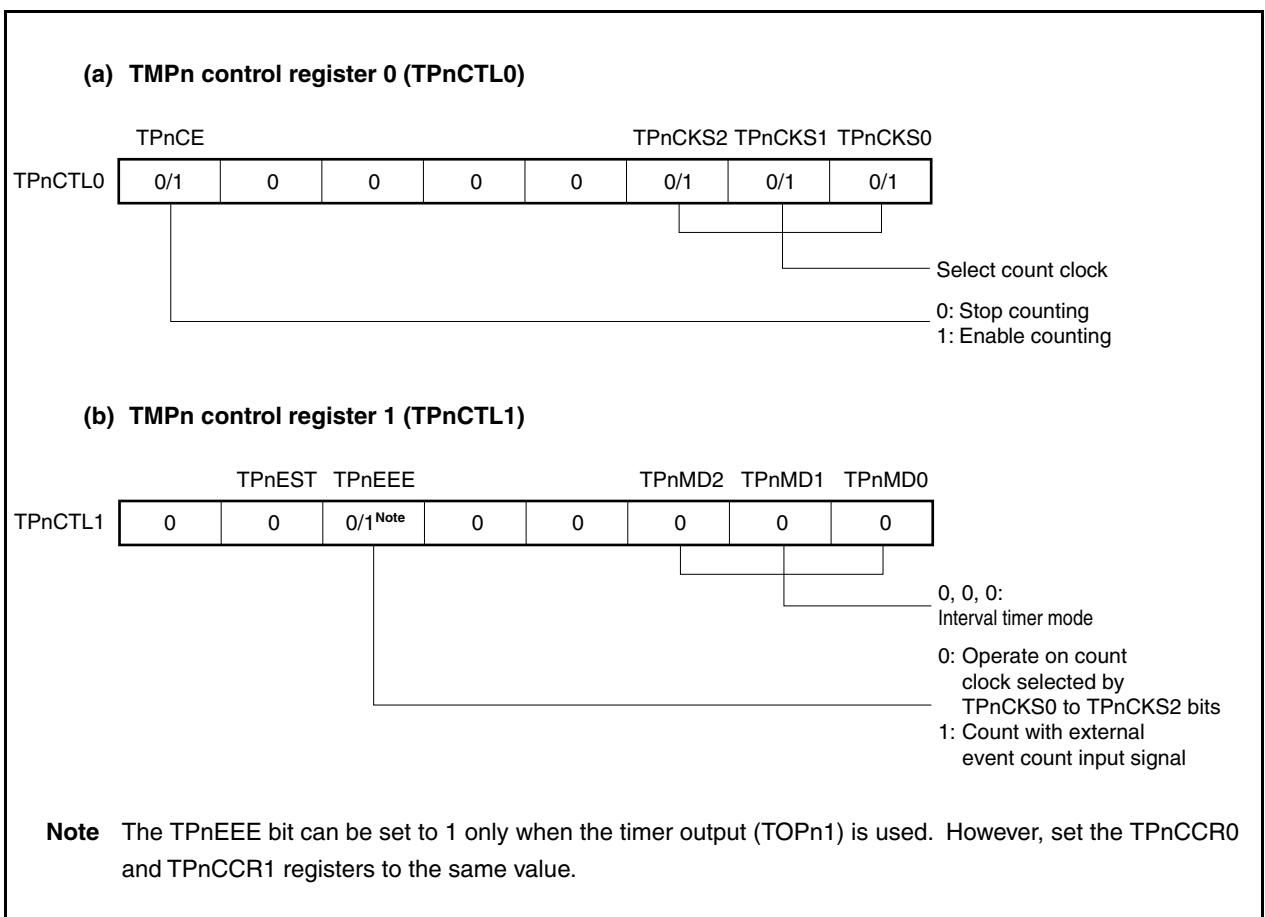 (a) TMPn control register 0 (TPnCTL0)
TPnCE TPnCKS2 TPnCKS1 TPnCKS0
TPnCTL0 0/1 0 0 0 0 0/1 0/1 0/1
Select count clock
0: Stop counting
1: Enable counting
(b) TMPn control register 1 (TPnCTL1)
TPnEST TPnEEE TPnMD2 TPnMD1 TPnMD0
TPnCTL1 0 0 0/1Note 0 0 0 0 0
0, 0, 0:
Interval timer mode
0: Operate on count
clock selected by
TPnCKS0 to TPnCKS2 bits
1: Count with external
event count input signal
Note The TPnEEE bit can be set to 1 only when the timer output (TOPn1) is used. However, set the TPnCCR0
and TPnCCR1 registers to the same value.